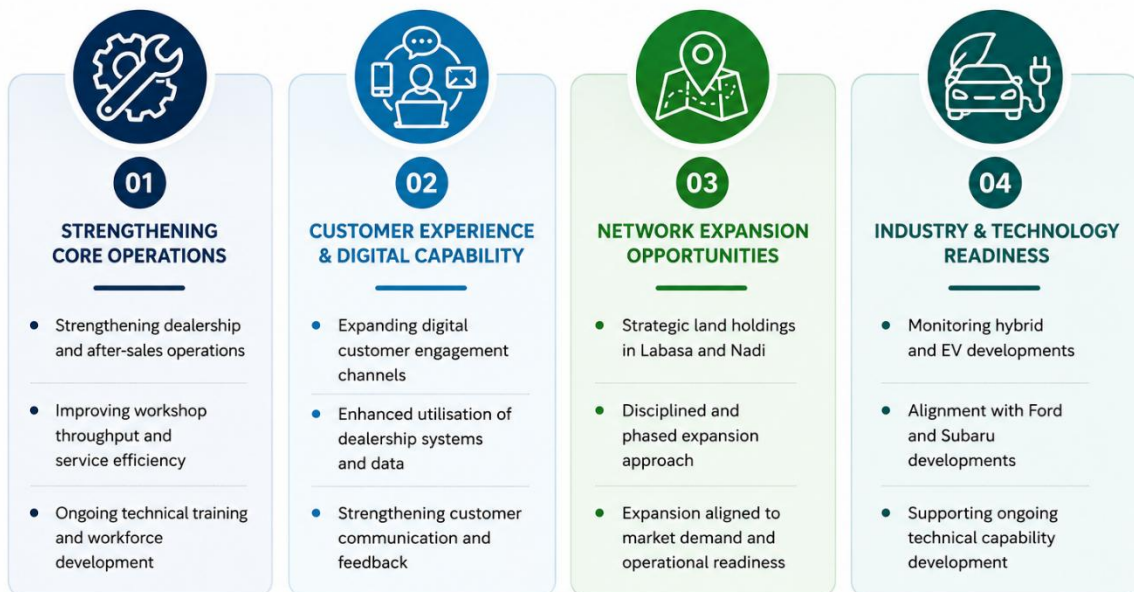 01
STRENGTHENING
CORE OPERATIONS
• Strengthening dealership
and after-sales operations
• Improving workshop
throughput and
service efficiency
• Ongoing technical training
and workforce
development
02
CUSTOMER EXPERIENCE
& DIGITAL CAPABILITY
• Expanding digital
customer engagement
channels
• Enhanced utilisation of
dealership systems
and data
• Strengthening customer
communication and
feedback
03
NETWORK EXPANSION
OPPORTUNITIES
• Strategic land holdings
in Labasa and Nadi
• Disciplined and
phased expansion
approach
• Expansion aligned to
market demand and
operational readiness
04
INDUSTRY & TECHNOLOGY
READINESS
• Monitoring hybrid
and EV developments
• Alignment with Ford
and Subaru
developments
• Supporting ongoing
technical capability
development